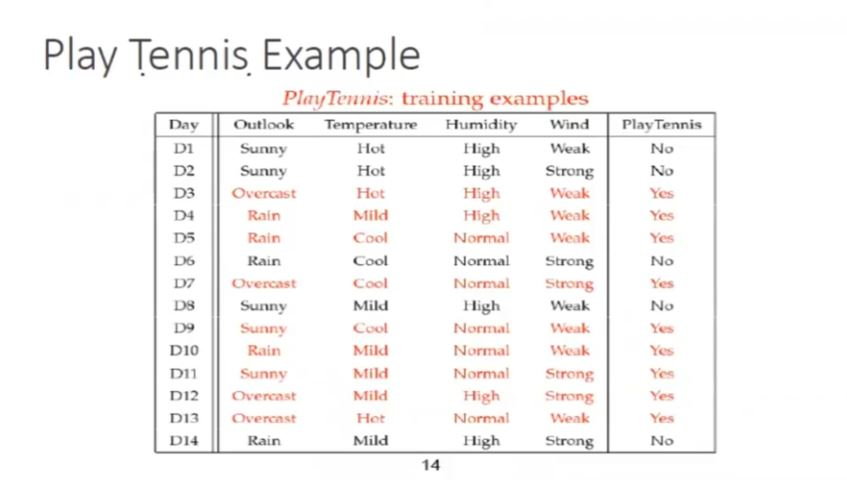 Play Tennis Example
PlayTennis: training examples
Day Outlook Temperature Humidity Wind PlayTennis
D1 Sunny Hot High Weak No
D2 Sunny Hot High Strong No
D3 Overcast Hot High Weak Yes
D4 Rain Mild High Weak Yes
D5 Rain Cool Normal Weak Yes
D6 Rain Cool Normal Strong No
D7 Overcast Cool Normal Strong Yes
D8 Sunny Mild High Weak No
D9 Sunny Cool Normal Weak Yes
D10 Rain Mild Normal Weak Yes
D11 Sunny Mild Normal Strong Yes
D12 Overcast Mild High Strong Yes
D13 Overcast Hot Normal Weak Yes
D14 Rain Mild High Strong No
14